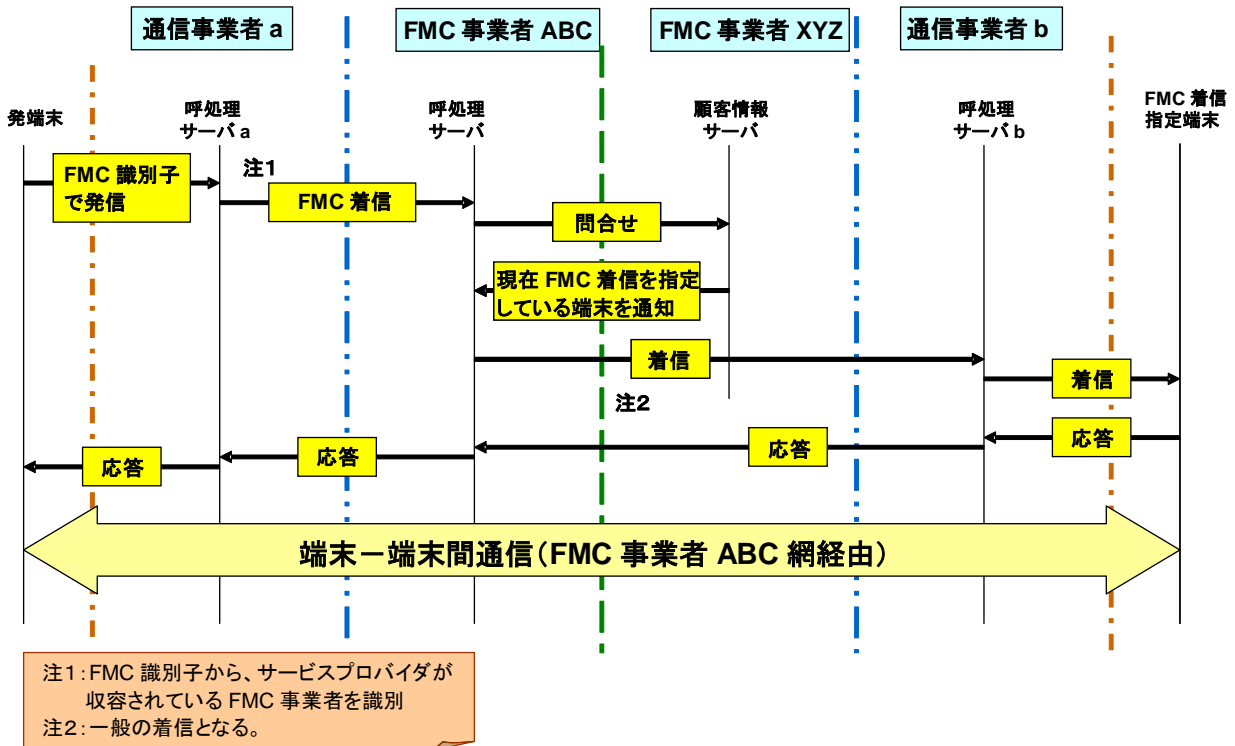 通信事業者 a
FMC 事業者 ABC
FMC 事業者 XYZ
通信事業者 b
発端末
呼処理
サーバ a
呼処理
サーバ
顧客情報
サーバ
呼処理
サーバ b
FMC 着信
指定端末
FMC 識別子
で発信
注1
FMC 着信
問合せ
現在 FMC 着信を指定
している端末を通知
着信
着信
注2
応答
応答
応答
応答
端末－端末間通信(FMC 事業者 ABC 網経由)
注1:FMC 識別子から、サービスプロバイダが
収容されている FMC 事業者を識別
注2:一般の着信となる。